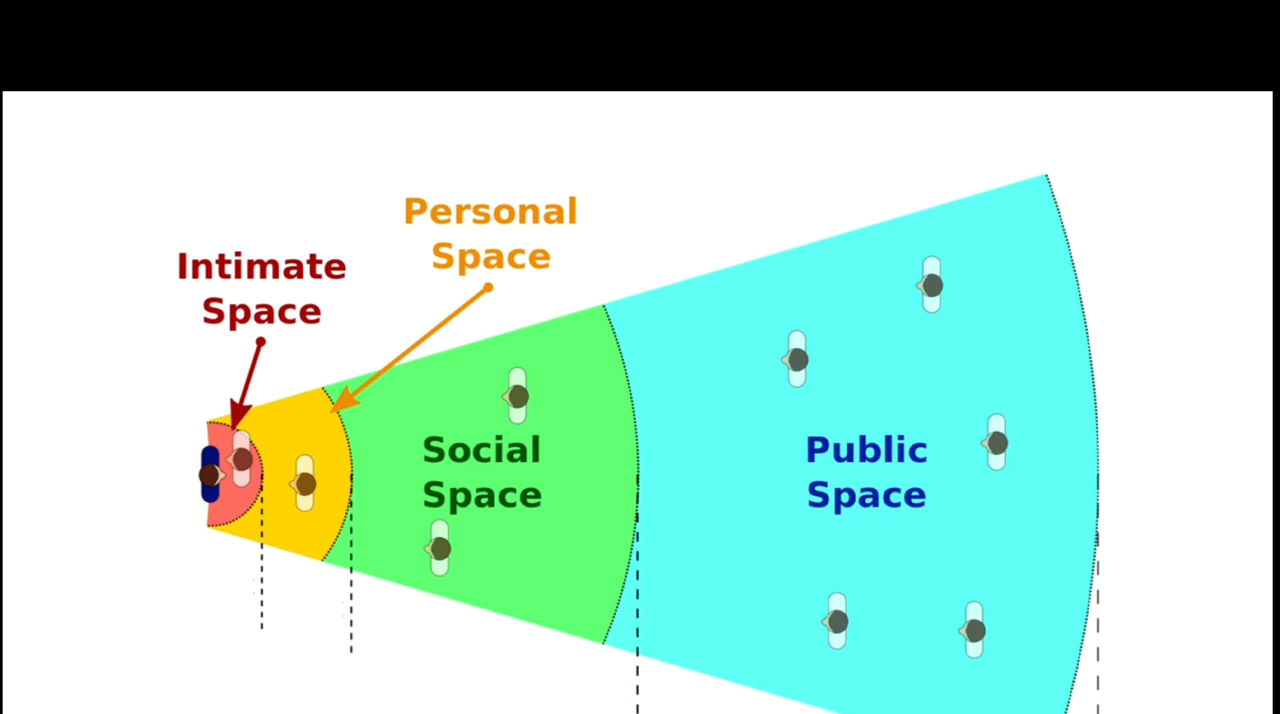 Personal
Space
Intimate
Space
Social
Space
Public
Space